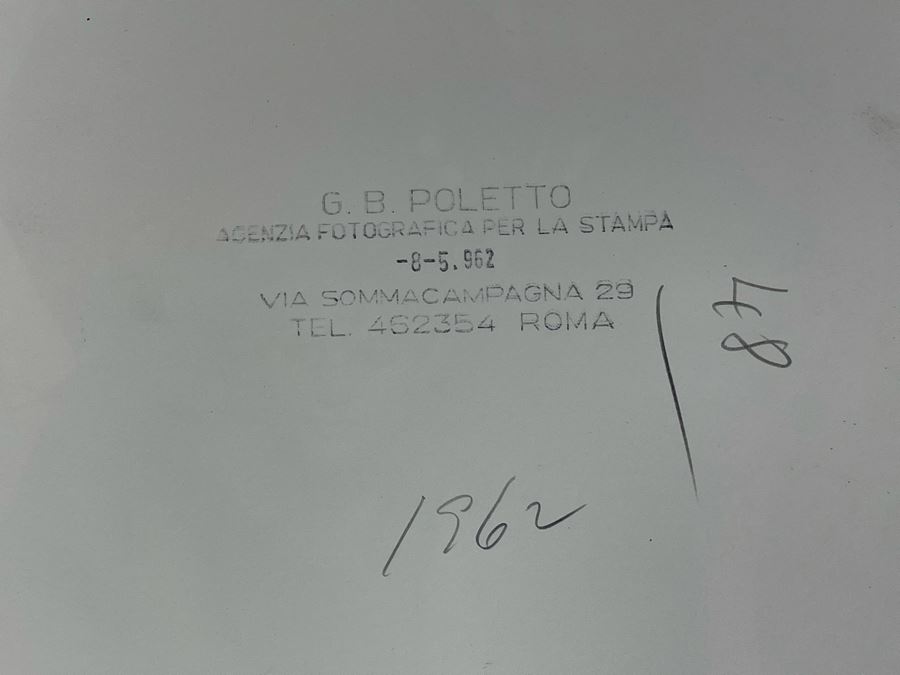 G. B. POLETTO
AGENZIA FOTOGRAFICA PER LA STAMPA
-8-5.962
VIA SOMMACAMPAGNA 29
TEL. 462354 ROMA
87
1962